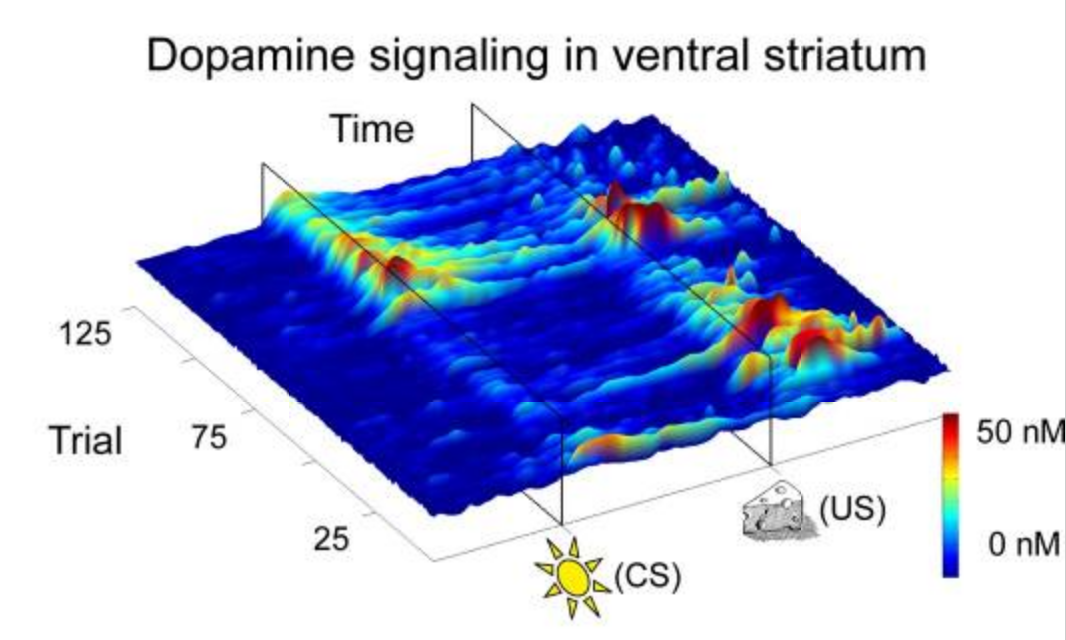 Dopamine signaling in ventral striatum
Time
125
75
Trial
25
50 nM
0 nM
(US)
(CS)